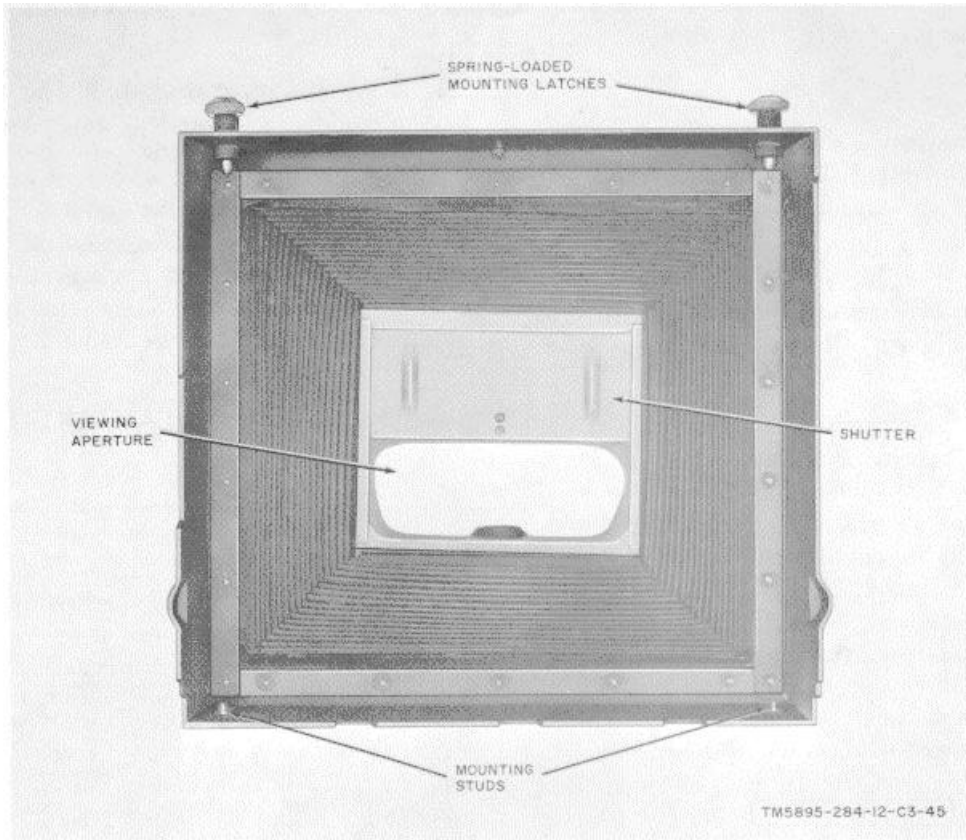 SPRING-LOADED
MOUNTING LATCHES
VIEWING
APERTURE
SHUTTER
MOUNTING
STUDS
TM5895-284-12-C3-45